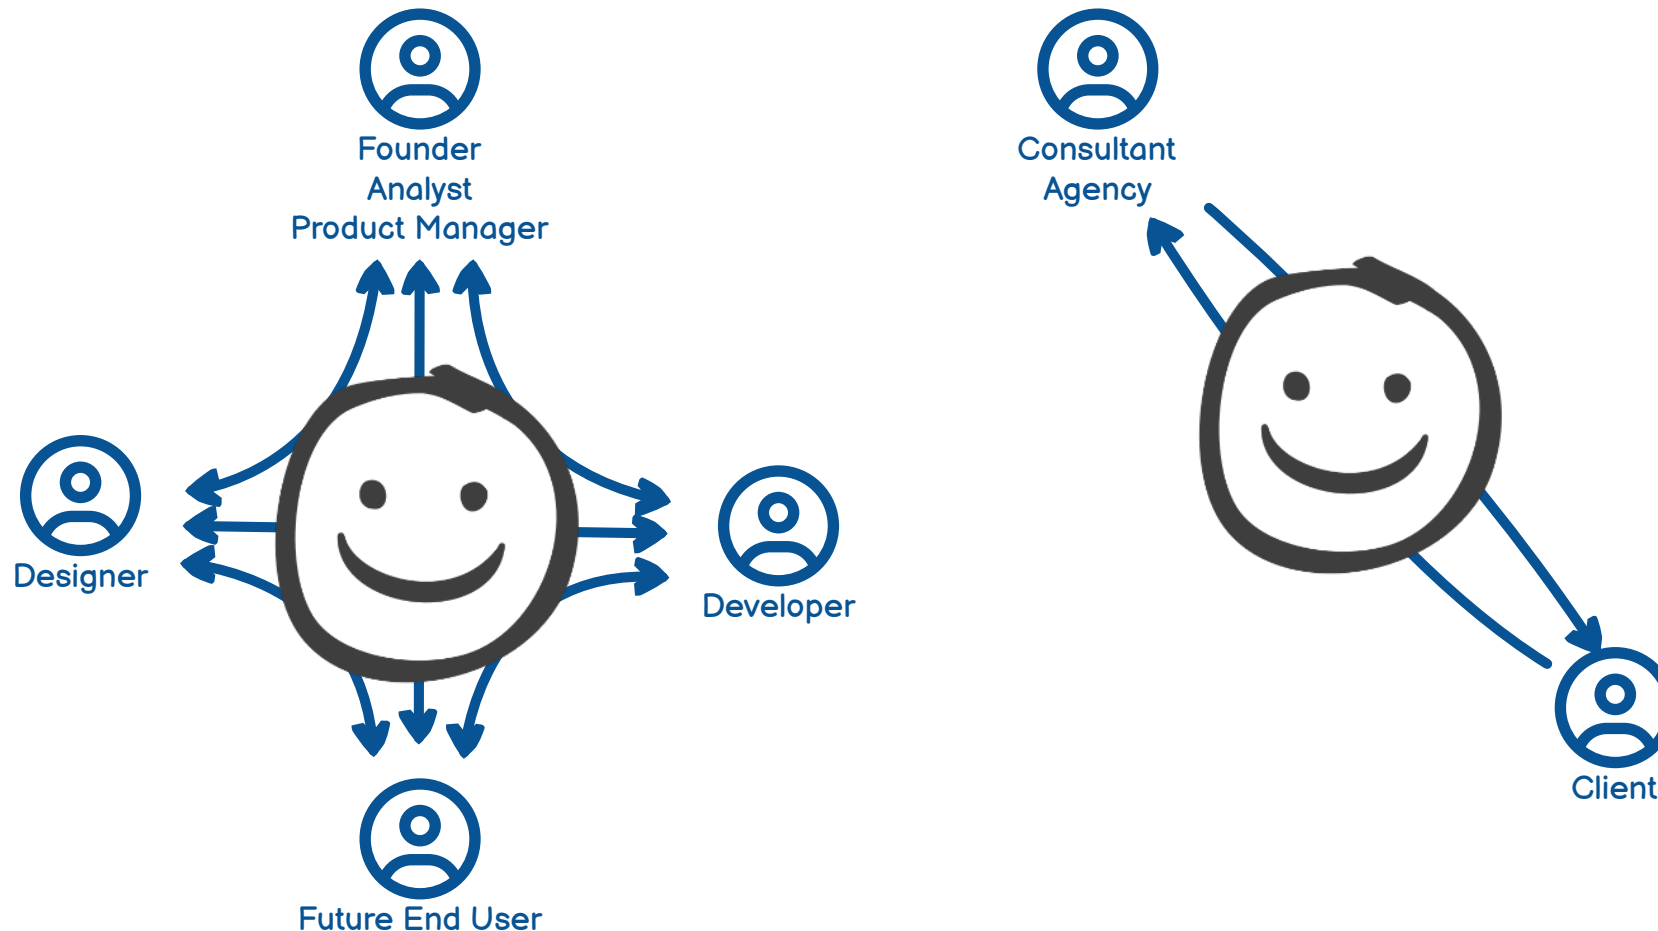 Founder
Analyst
Product Manager
Consultant
Agency
Designer
Developer
Client
Future End User